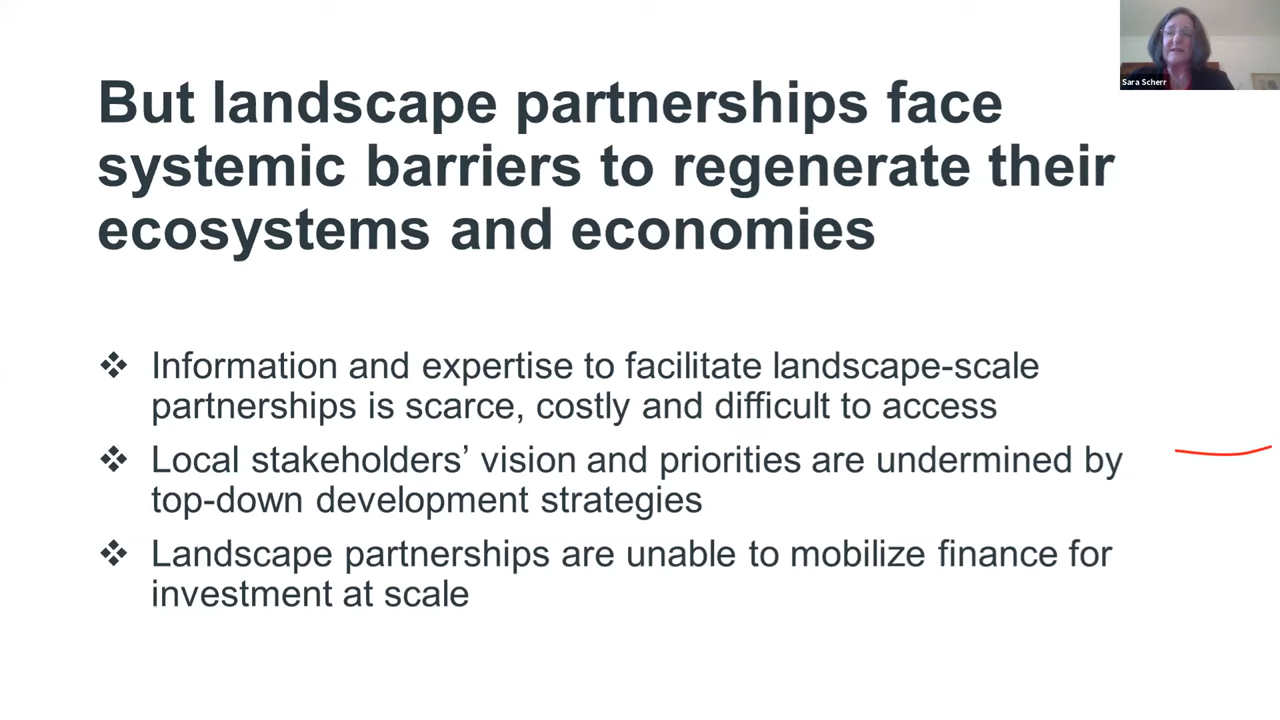 Sara Scherr
But landscape partnerships face
systemic barriers to regenerate their
ecosystems and economies
❖ Information and expertise to facilitate landscape-scale
partnerships is scarce, costly and difficult to access
❖ Local stakeholders’ vision and priorities are undermined by
top-down development strategies
❖ Landscape partnerships are unable to mobilize finance for
investment at scale